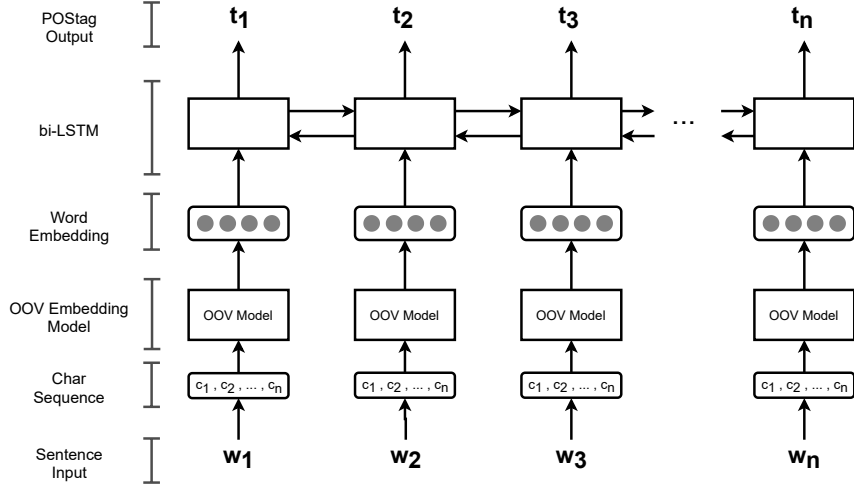 POStag
Output
t1 t2 t3 tn
bi-LSTM
...
Word
Embedding
OOV Embedding
Model
OOV Model OOV Model OOV Model OOV Model
Char
Sequence
c1 , c2 , ... , cn c1 , c2 , ... , cn c1 , c2 , ... , cn c1 , c2 , ... , cn
Sentence
Input
w1 w2 w3 wn